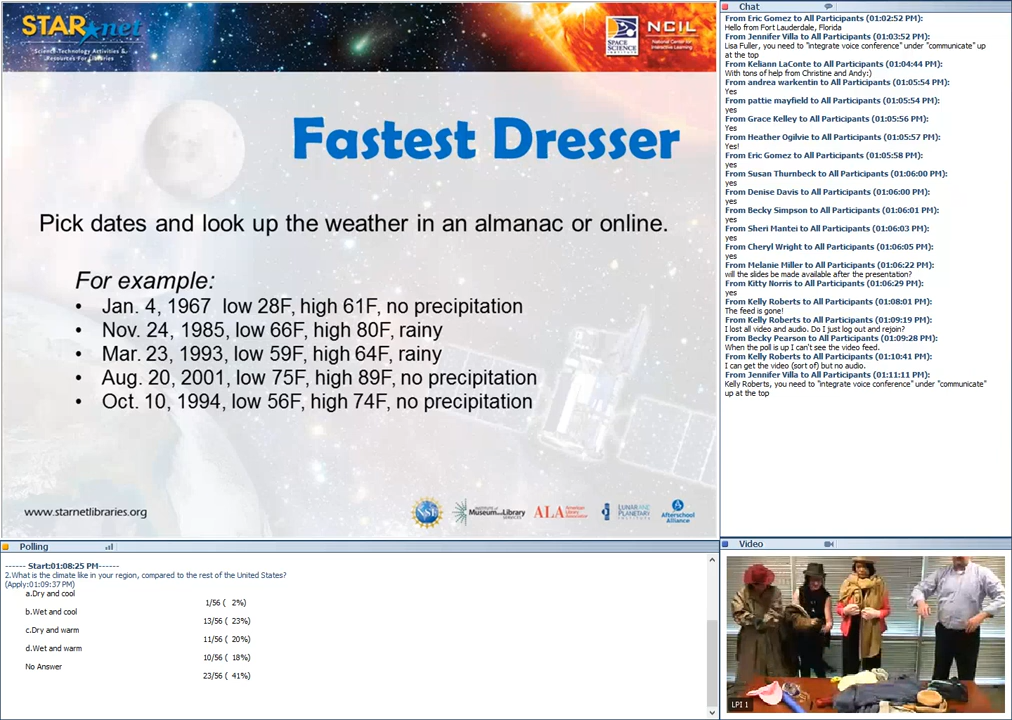 STAR★net
Science-Technology Activities &
Resources For Libraries
SPACE
SCIENCE
INSTITUTE
NCIL
National Center for
Interactive Learning
Fastest Dresser
Pick dates and look up the weather in an almanac or online.
For example:
• Jan. 4, 1967 low 28F, high 61F, no precipitation
• Nov. 24, 1985, low 66F, high 80F, rainy
• Mar. 23, 1993, low 59F, high 64F, rainy
• Aug. 20, 2001, low 75F, high 89F, no precipitation
• Oct. 10, 1994, low 56F, high 74F, no precipitation
www.starnetlibraries.org
NSF
INSTITUTE of
Museum and Library
SERVICES
ALA American
Library
Association
LUNAR AND
PLANETARY
INSTITUTE
Afterschool
Alliance
Polling
------ Start:01:08:25 PM------
2.What is the climate like in your region, compared to the rest of the United States?
(Apply:01:09:37 PM)
a.Dry and cool
1/56 ( 2%)
b.Wet and cool
13/56 ( 23%)
c.Dry and warm
11/56 ( 20%)
d.Wet and warm
10/56 ( 18%)
No Answer
23/56 ( 41%)
Chat
From Eric Gomez to All Participants (01:02:52 PM):
Hello from Fort Lauderdale, Florida
From Jennifer Villa to All Participants (01:03:52 PM):
Lisa Fuller, you need to "integrate voice conference" under "communicate" up
at the top
From Keliann LaConte to All Participants (01:04:44 PM):
With tons of help from Christine and Andy:)
From andrea warkentin to All Participants (01:05:54 PM):
Yes
From pattie mayfield to All Participants (01:05:54 PM):
yes
From Grace Kelley to All Participants (01:05:56 PM):
Yes
From Heather Ogilvie to All Participants (01:05:57 PM):
Yes!
From Eric Gomez to All Participants (01:05:58 PM):
yes
From Susan Thurnbeck to All Participants (01:06:00 PM):
yes
From Denise Davis to All Participants (01:06:00 PM):
yes
From Becky Simpson to All Participants (01:06:01 PM):
yes
From Sheri Mantei to All Participants (01:06:03 PM):
yes
From Cheryl Wright to All Participants (01:06:05 PM):
yes
From Melanie Miller to All Participants (01:06:22 PM):
will the slides be made available after the presentation?
From Kitty Norris to All Participants (01:06:29 PM):
yes
From Kelly Roberts to All Participants (01:08:01 PM):
The feed is gone!
From Kelly Roberts to All Participants (01:09:19 PM):
I lost all video and audio. Do I just log out and rejoin?
From Becky Pearson to All Participants (01:09:28 PM):
When the poll is up I can't see the video feed.
From Kelly Roberts to All Participants (01:10:41 PM):
I can get the video (sort of) but no audio.
From Jennifer Villa to All Participants (01:11:11 PM):
Kelly Roberts, you need to "integrate voice conference" under "communicate"
up at the top
Video
LPI 1